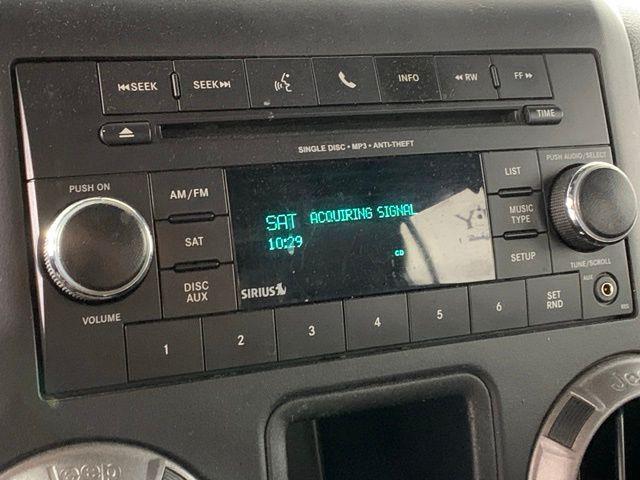 ⏮SEEK SEEK⏭ INFO ◄◄RW FF►►
TIME
SINGLE DISC • MP3 • ANTI-THEFT
PUSH AUDIO/SELECT
PUSH ON
AM/FM
LIST
SAT ACQUIRING SIGNAL
SAT
MUSIC TYPE
10:29
CD
SETUP
DISC AUX
SIRIUS
TUNE/SCROLL
AUX
VOLUME
1 2 3 4 5 6 SET RND
Jeep
Jeep